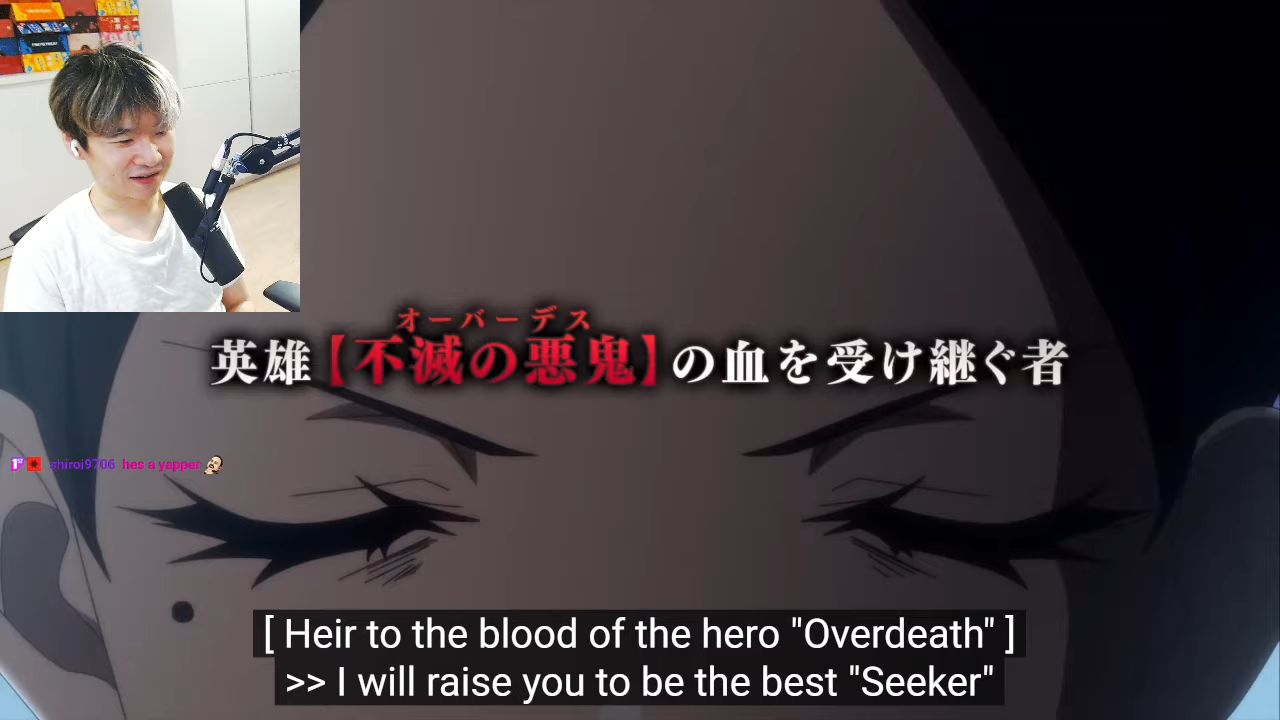 オーバーデス
英雄【不滅の悪鬼】の血を受け継ぐ者
shiroi9706 hes a yapper
[ Heir to the blood of the hero "Overdeath" ]
>> I will raise you to be the best "Seeker"